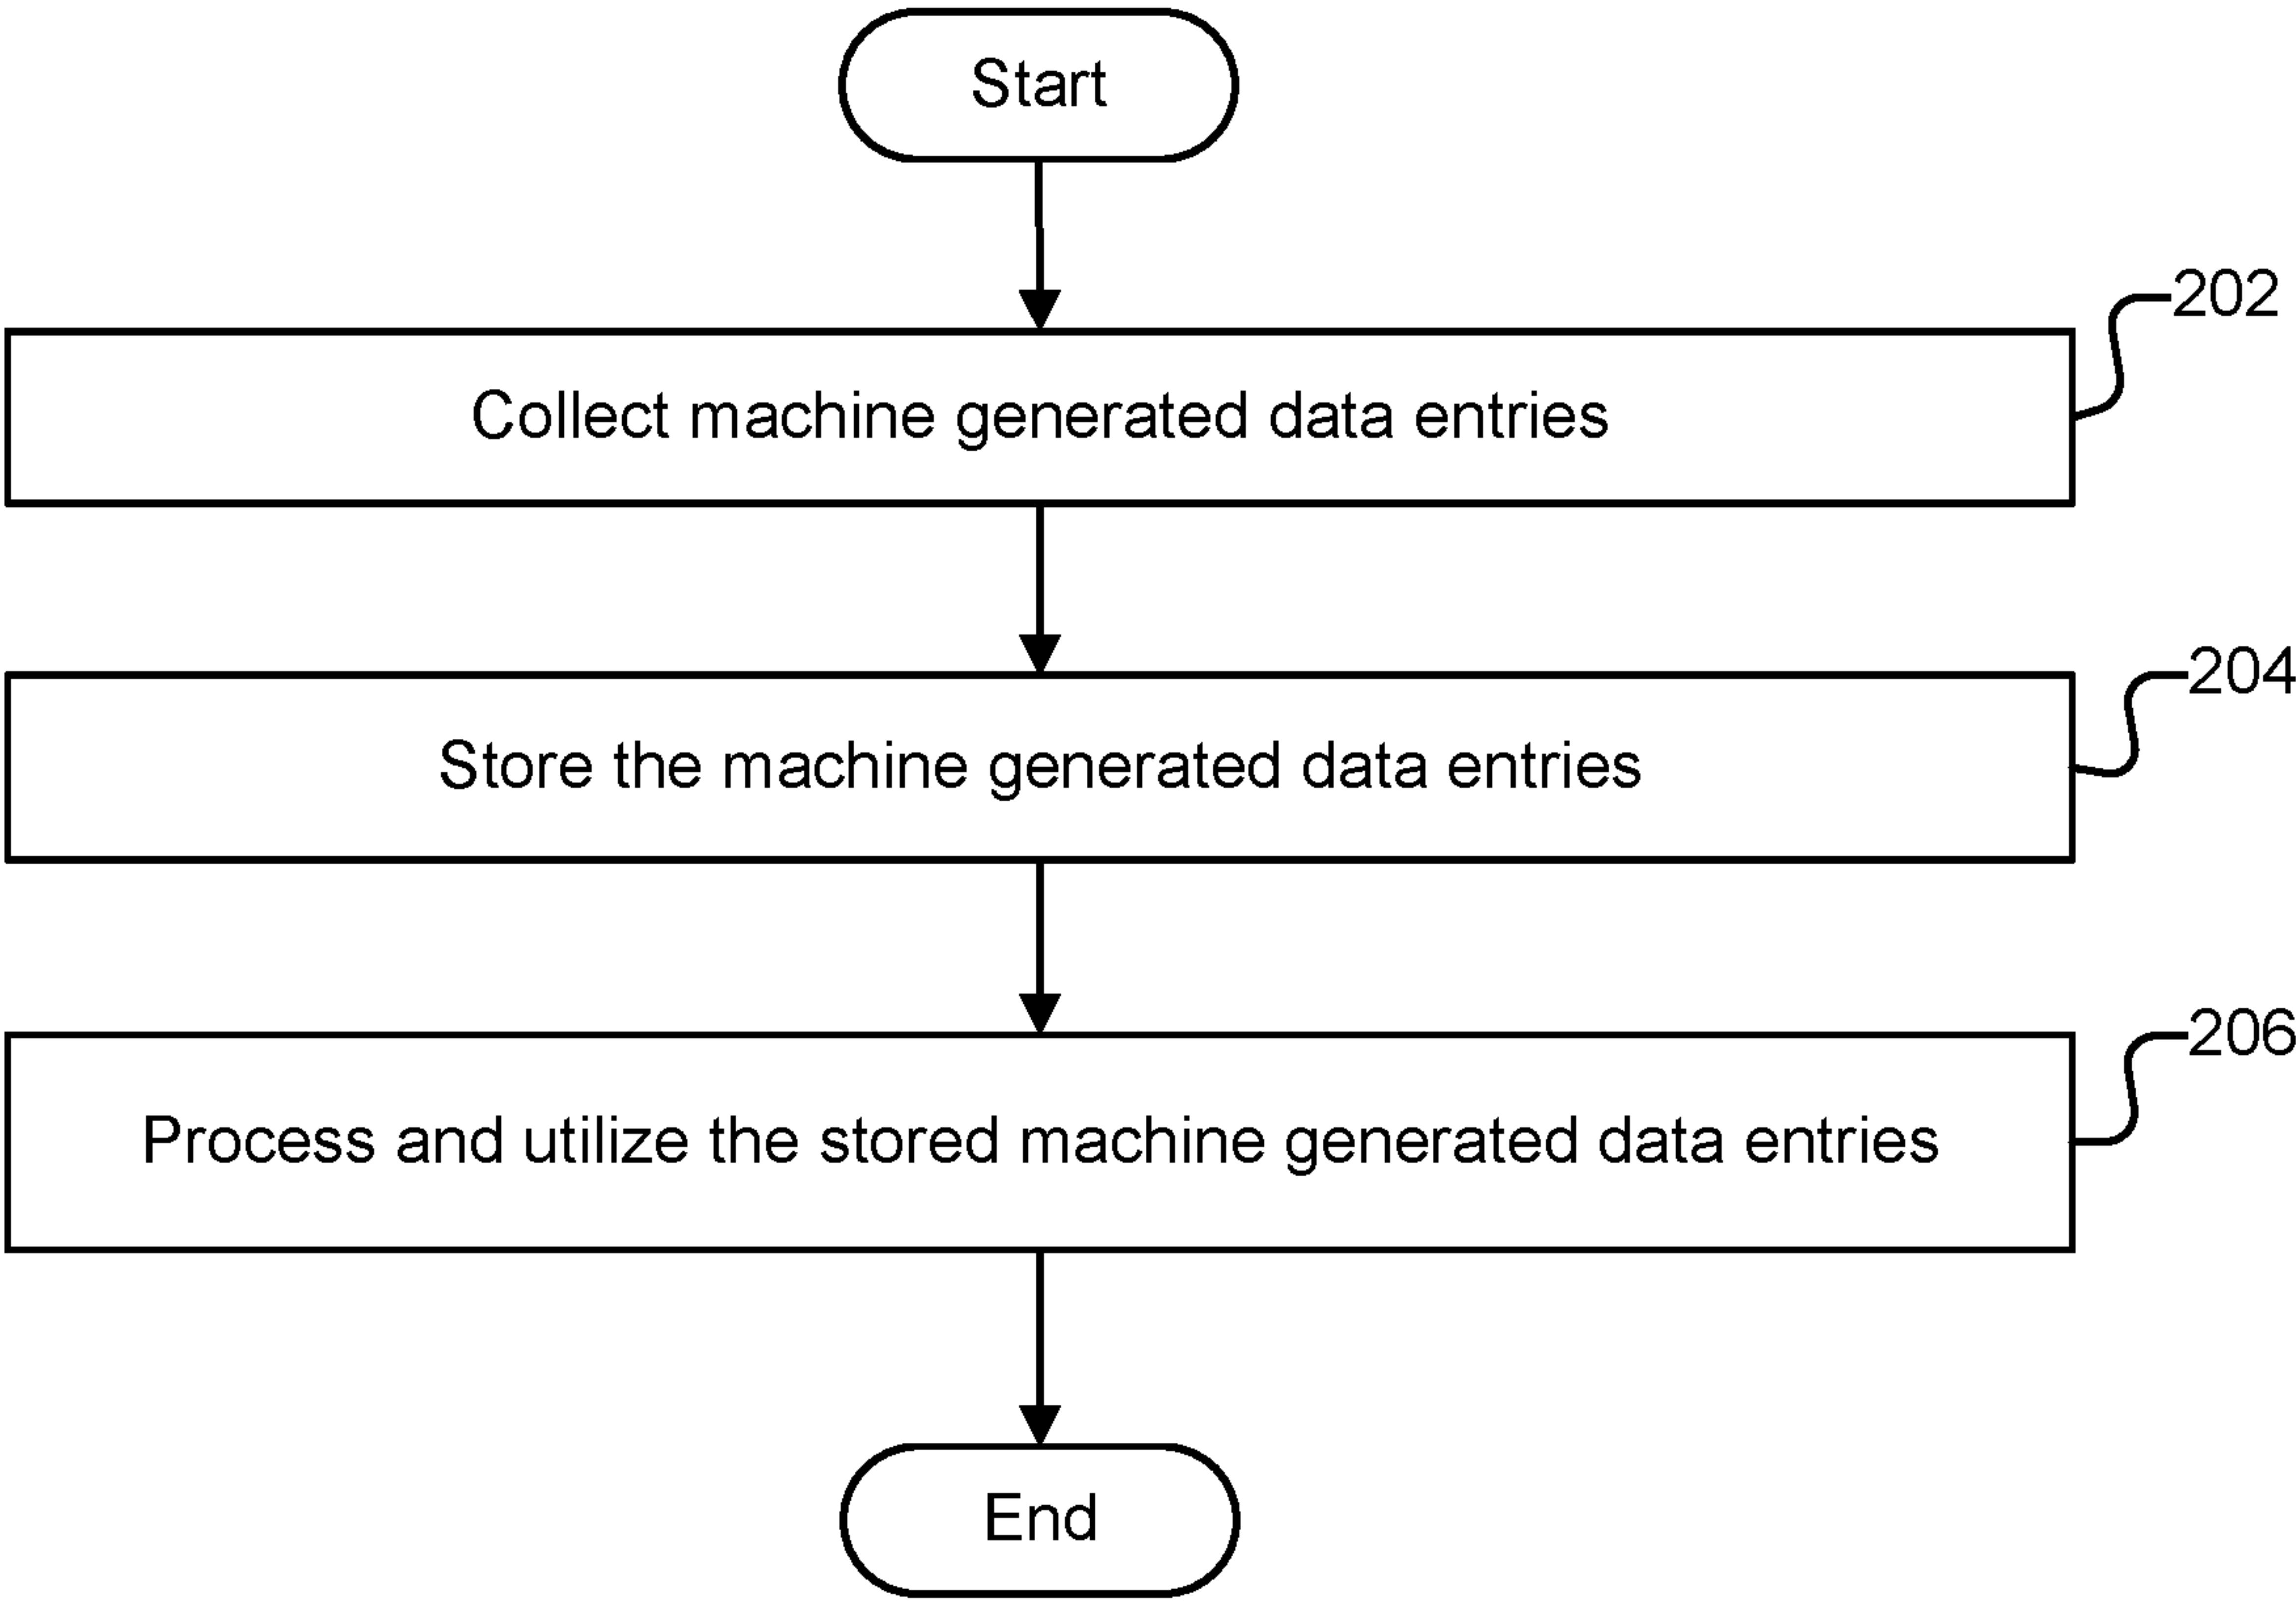 Start
202
Collect machine generated data entries
204
Store the machine generated data entries
206
Process and utilize the stored machine generated data entries
End